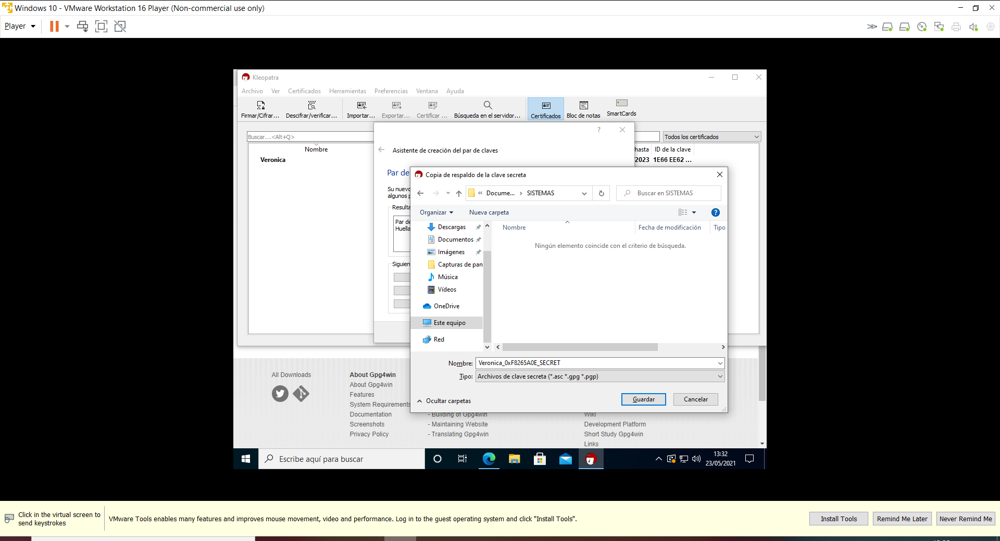 Windows 10 - VMware Workstation 16 Player (Non-commercial use only)
Player
Kleopatra
Archivo Ver Certificados Herramientas Preferencias Ventana Ayuda
Firmar/Cifrar... Descifrar/verificar... Importar... Exportar... Certificar ... Búsqueda en el servidor... Certificados Bloc de notas SmartCards
Buscar...<Alt+Q>
Todos los certificados
Nombre
hasta ID de la clave
Veronica
/2023 1E66 EE62 ...
?
Asistente de creación del par de claves
Par de
Su nuevo
algunos p
Resulta
Par de
Huella
Siguien
Copia de respaldo de la clave secreta
« Docume... › SISTEMAS
Buscar en SISTEMAS
Organizar Nueva carpeta
?
Descargas
Documentos
Imágenes
Capturas de pan
Música
Vídeos
OneDrive
Este equipo
Red
Nombre Fecha de modificación Tipo
Ningún elemento coincide con el criterio de búsqueda.
Nombre: Veronica_0xF8265A0E_SECRET
Tipo: Archivos de clave secreta (*.asc *.gpg *.pgp)
Ocultar carpetas
Guardar Cancelar
All Downloads
About Gpg4win
About Gpg4win
Features
System Requirements
Documentation
Screenshots
Privacy Policy
- Building of Gpg4win
- Maintaining Website
- Translating Gpg4win
Wiki
Development Platform
Short Study Gpg4win
Links
Escribe aquí para buscar
13:32
23/05/2021
Click in the virtual screen to
send keystrokes
VMware Tools enables many features and improves mouse movement, video and performance. Log in to the guest operating system and click "Install Tools".
Install Tools Remind Me Later Never Remind Me